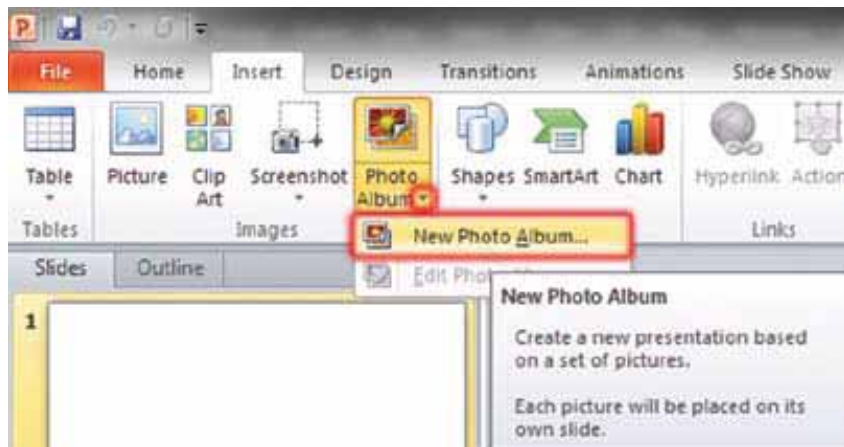 P
File Home Insert Design Transitions Animations Slide Show
Table Picture Clip Art Screenshot Photo Album Shapes SmartArt Chart Hyperlink Action
Tables Images Links
New Photo Album...
Edit Photo
Slides Outline
1
New Photo Album
Create a new presentation based
on a set of pictures.
Each picture will be placed on its
own slide.